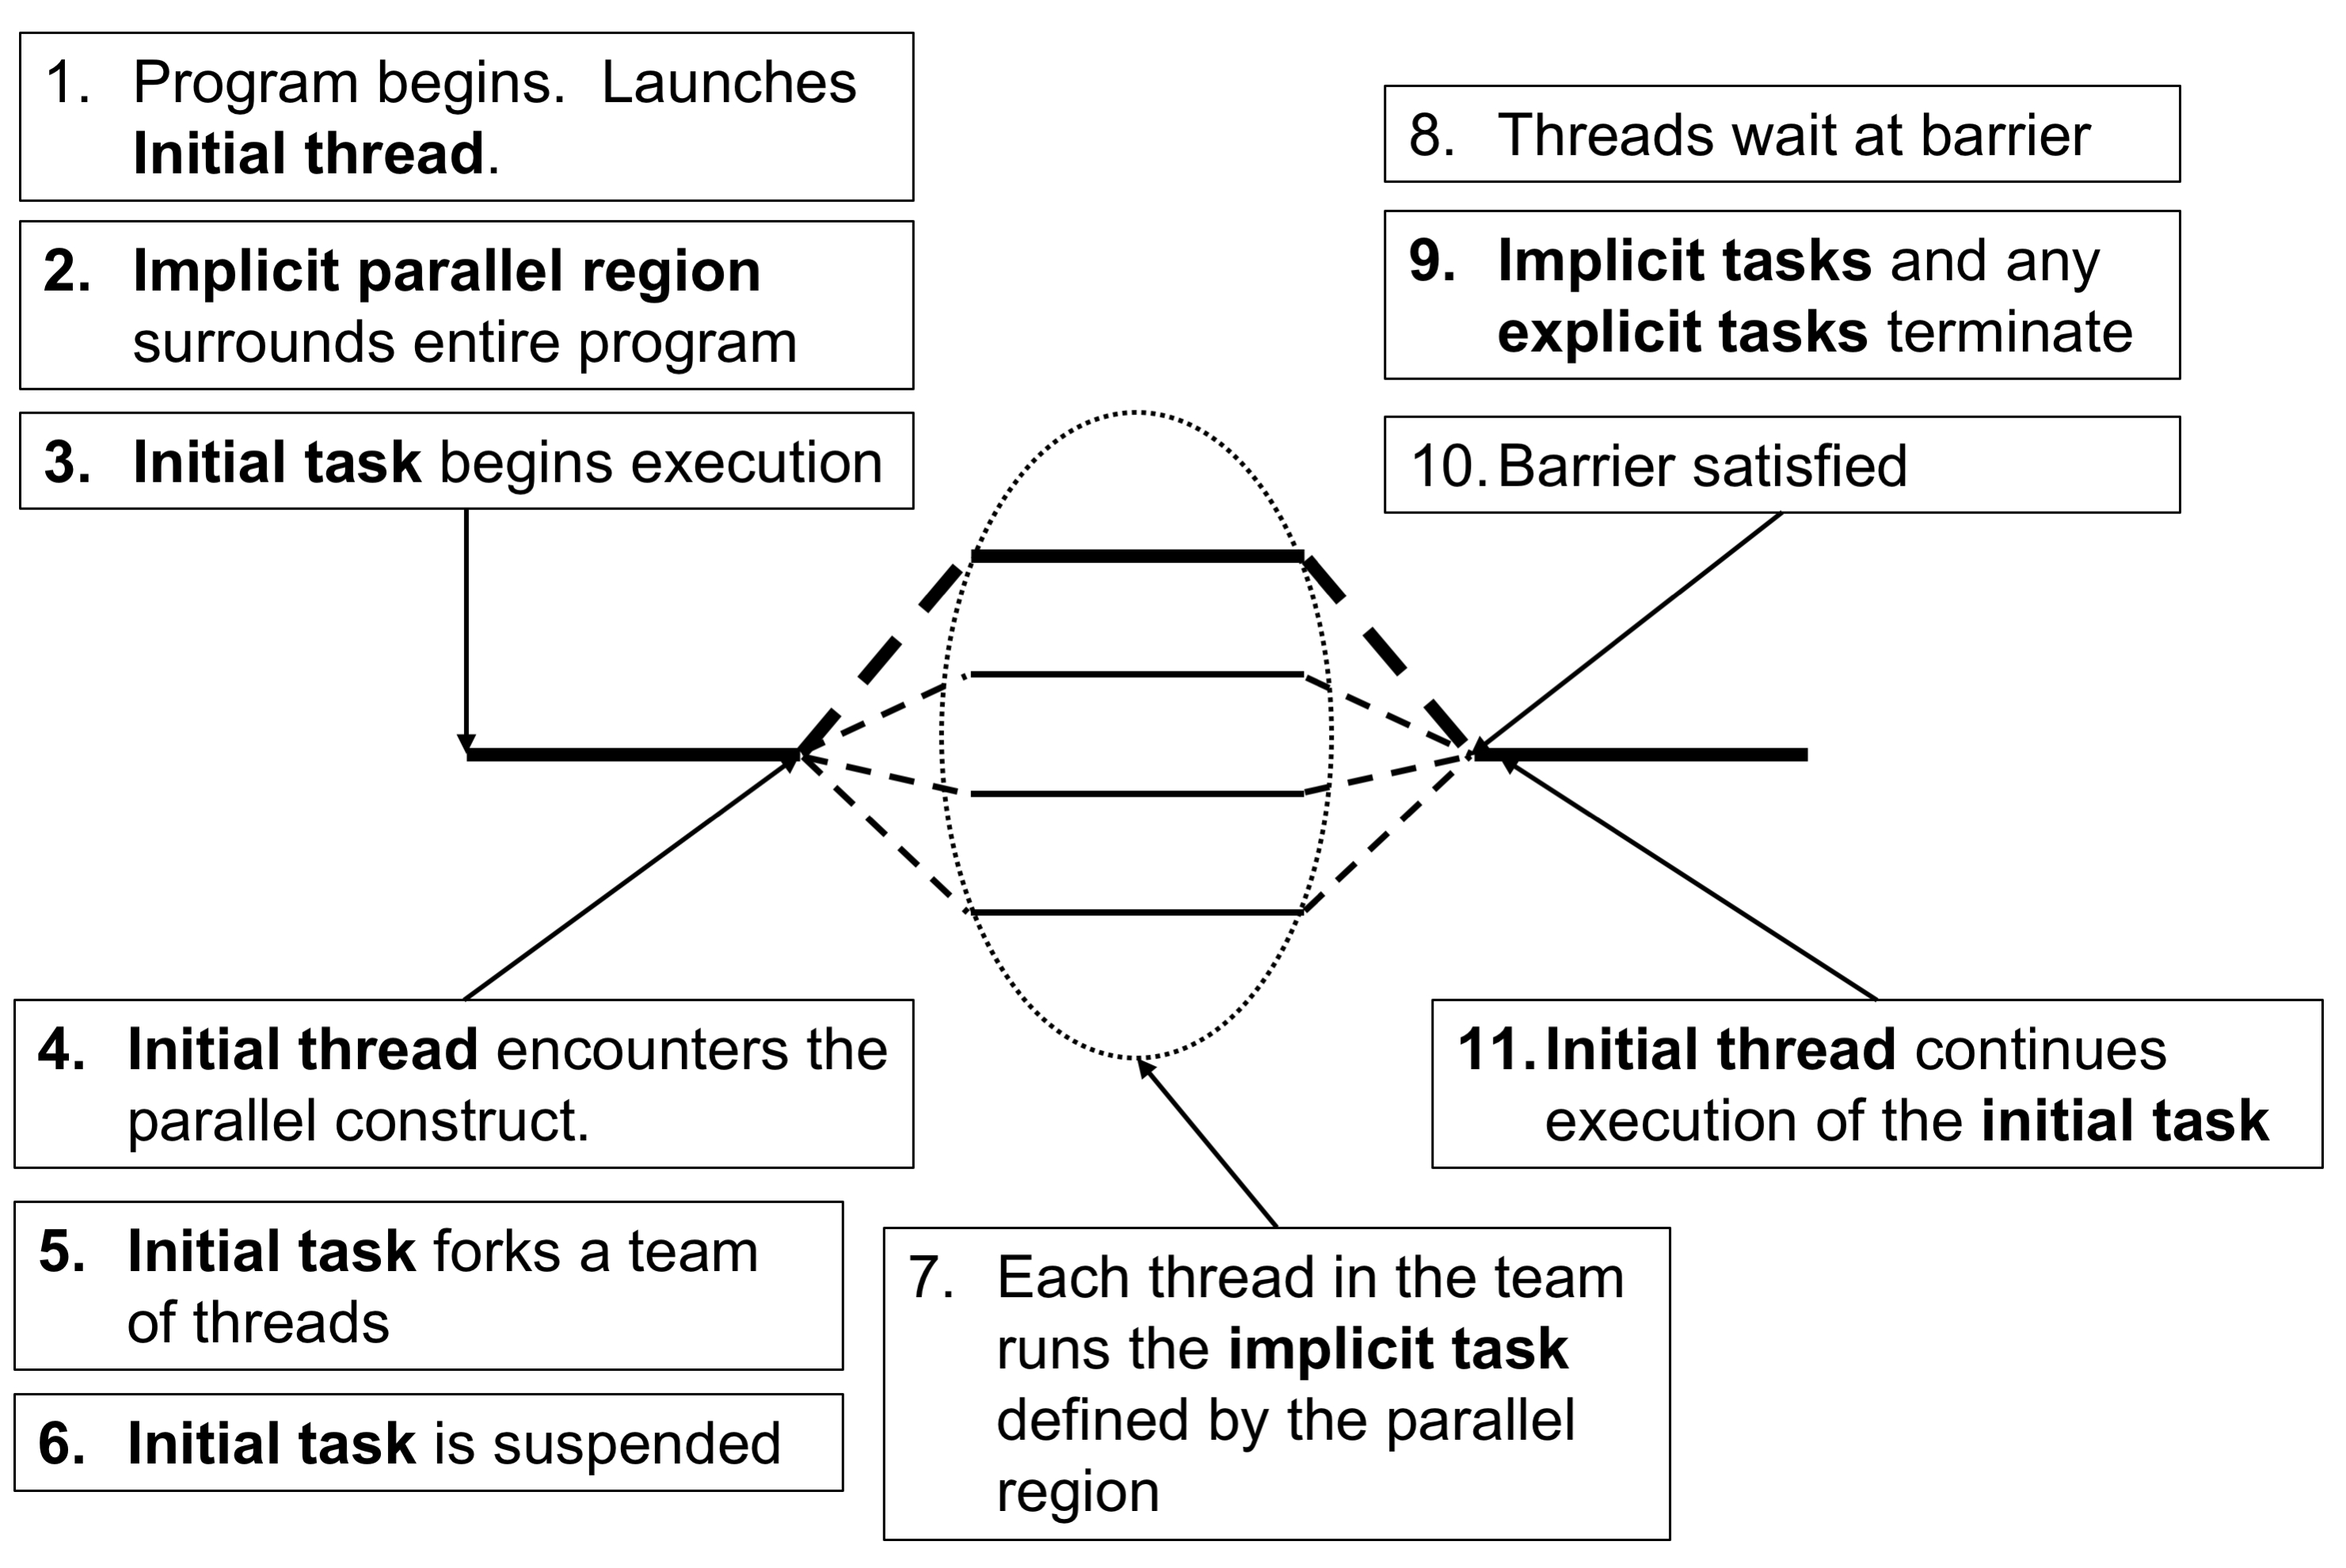 1. Program begins. Launches
Initial thread.
2. Implicit parallel region
surrounds entire program
3. Initial task begins execution
4. Initial thread encounters the
parallel construct.
5. Initial task forks a team
of threads
6. Initial task is suspended
7. Each thread in the team
runs the implicit task
defined by the parallel
region
8. Threads wait at barrier
9. Implicit tasks and any
explicit tasks terminate
10. Barrier satisfied
11. Initial thread continues
execution of the initial task